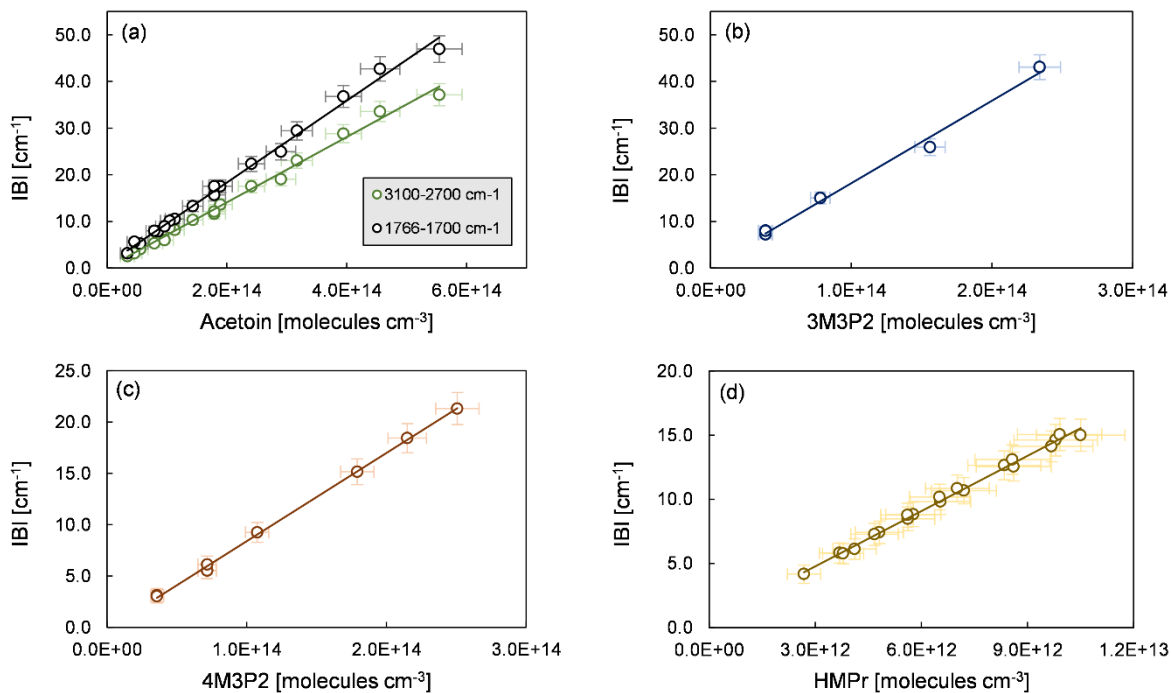 (a)
50.0
40.0
30.0
20.0
10.0
0.0
IBI [cm⁻¹]
3100-2700 cm-1
1766-1700 cm-1
0.0E+00 2.0E+14 4.0E+14 6.0E+14
Acetoin [molecules cm⁻³]
(b)
50.0
40.0
30.0
20.0
10.0
0.0
IBI [cm⁻¹]
0.0E+00 1.0E+14 2.0E+14 3.0E+14
3M3P2 [molecules cm⁻³]
(c)
25.0
20.0
15.0
10.0
5.0
0.0
IBI [cm⁻¹]
0.0E+00 1.0E+14 2.0E+14 3.0E+14
4M3P2 [molecules cm⁻³]
(d)
20.0
15.0
10.0
5.0
0.0
IBI [cm⁻¹]
0.0E+00 3.0E+12 6.0E+12 9.0E+12 1.2E+13
HMPr [molecules cm⁻³]